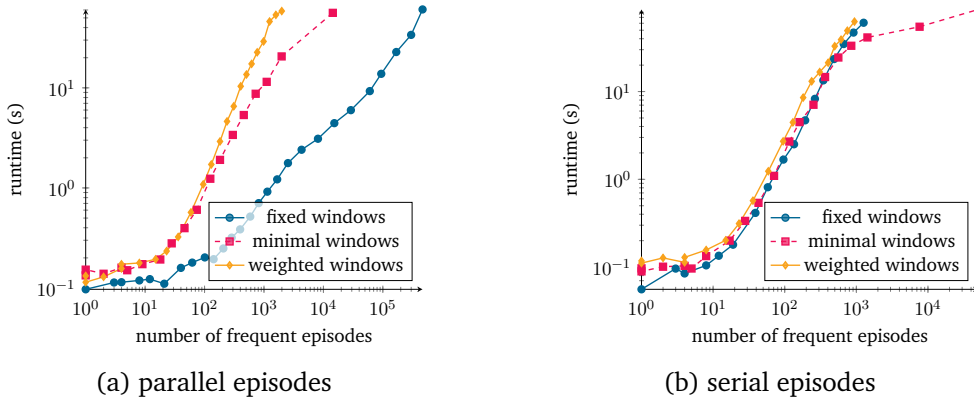 runtime (s)
10^1
10^0
10^-1
fixed windows
minimal windows
weighted windows
10^0 10^1 10^2 10^3 10^4 10^5
number of frequent episodes
(a) parallel episodes
runtime (s)
10^1
10^0
10^-1
fixed windows
minimal windows
weighted windows
10^0 10^1 10^2 10^3 10^4
number of frequent episodes
(b) serial episodes